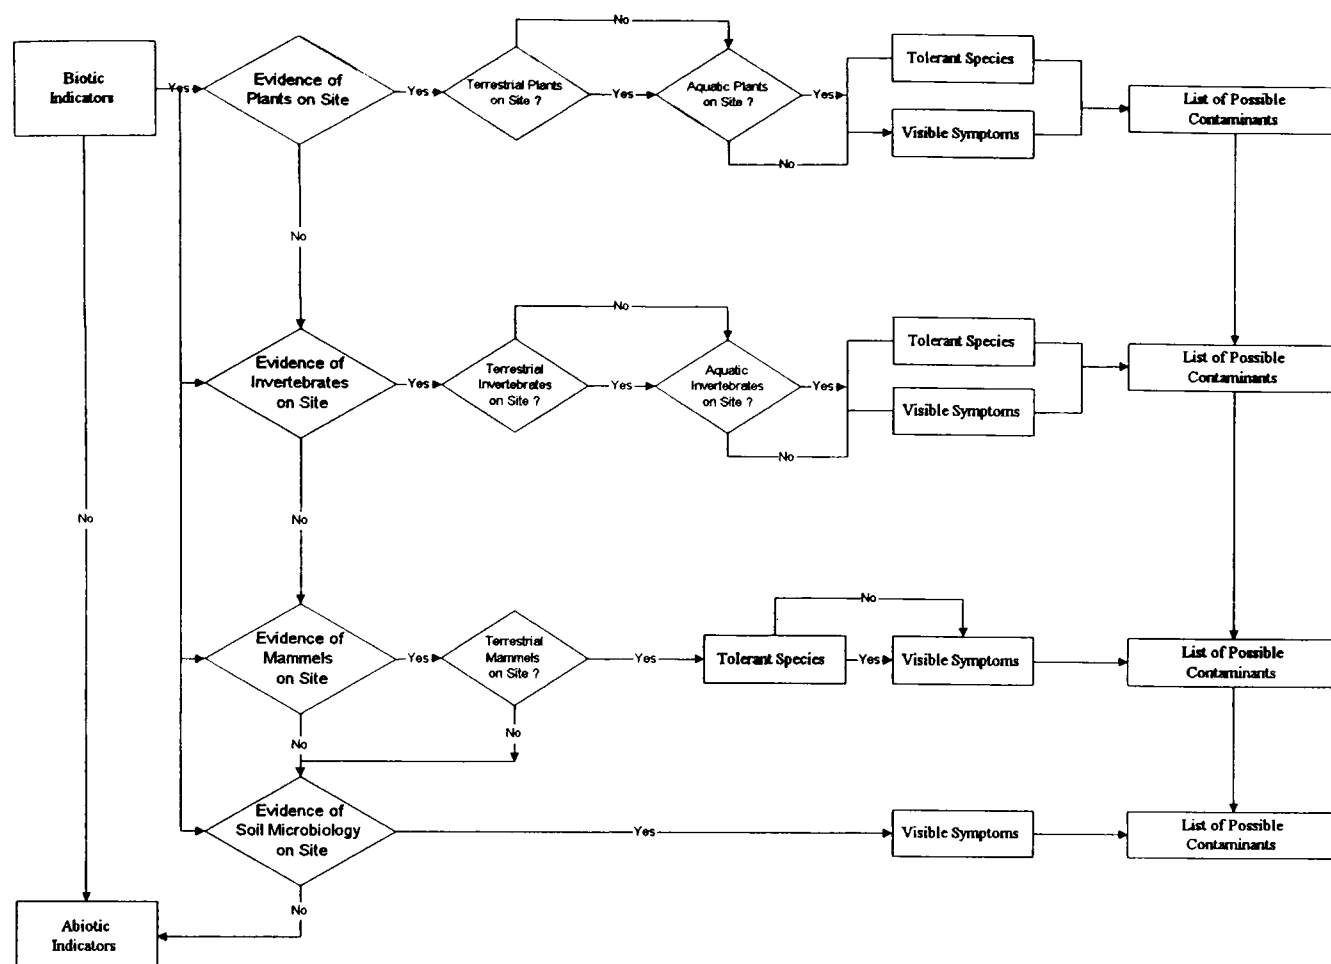 No
Biotic
Indicators
Yes
Evidence of
Plants on Site
Yes
Terrestrial Plants
on Site ?
Yes
Aquatic Plants
on Site ?
Yes
Tolerant Species
Visible Symptoms
List of Possible
Contaminants
No
No
No
Evidence of
Invertebrates
on Site
Yes
Terrestrial
Invertebrates
on Site ?
Yes
Aquatic
Invertebrates
on Site ?
Yes
Tolerant Species
Visible Symptoms
List of Possible
Contaminants
No
No
No
No
Evidence of
Mammels
on Site
Yes
Terrestrial
Mammels
on Site ?
Yes
Tolerant Species
Yes
Visible Symptoms
List of Possible
Contaminants
No
No
Evidence of
Soil Microbiology
on Site
Yes
Visible Symptoms
List of Possible
Contaminants
No
Abiotic
Indicators